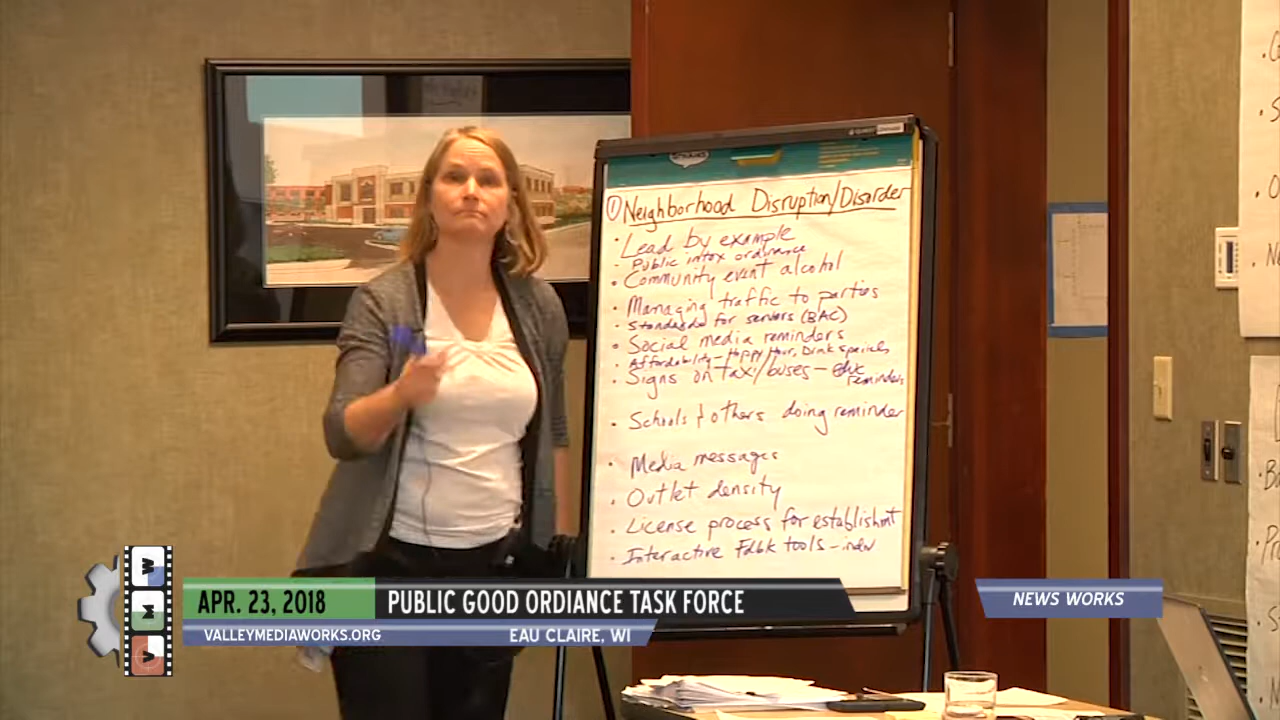 ① Neighborhood Disruption/Disorder
• Lead by example
• Public intox ordinance
• Community event alcohol
• Managing traffic to parties
• Standards for servers (BAC)
• Social media reminders
• Affordability - Happy Hour, Drink specials
• Signs on taxi/buses - reminders
• Schools & others doing reminder
• Media messages
• Outlet density
• License process for establishmt
• Interactive Fdbk tools - indiv
WMA
APR. 23, 2018
PUBLIC GOOD ORDIANCE TASK FORCE
VALLEYMEDIAWORKS.ORG
EAU CLAIRE, WI
NEWS WORKS